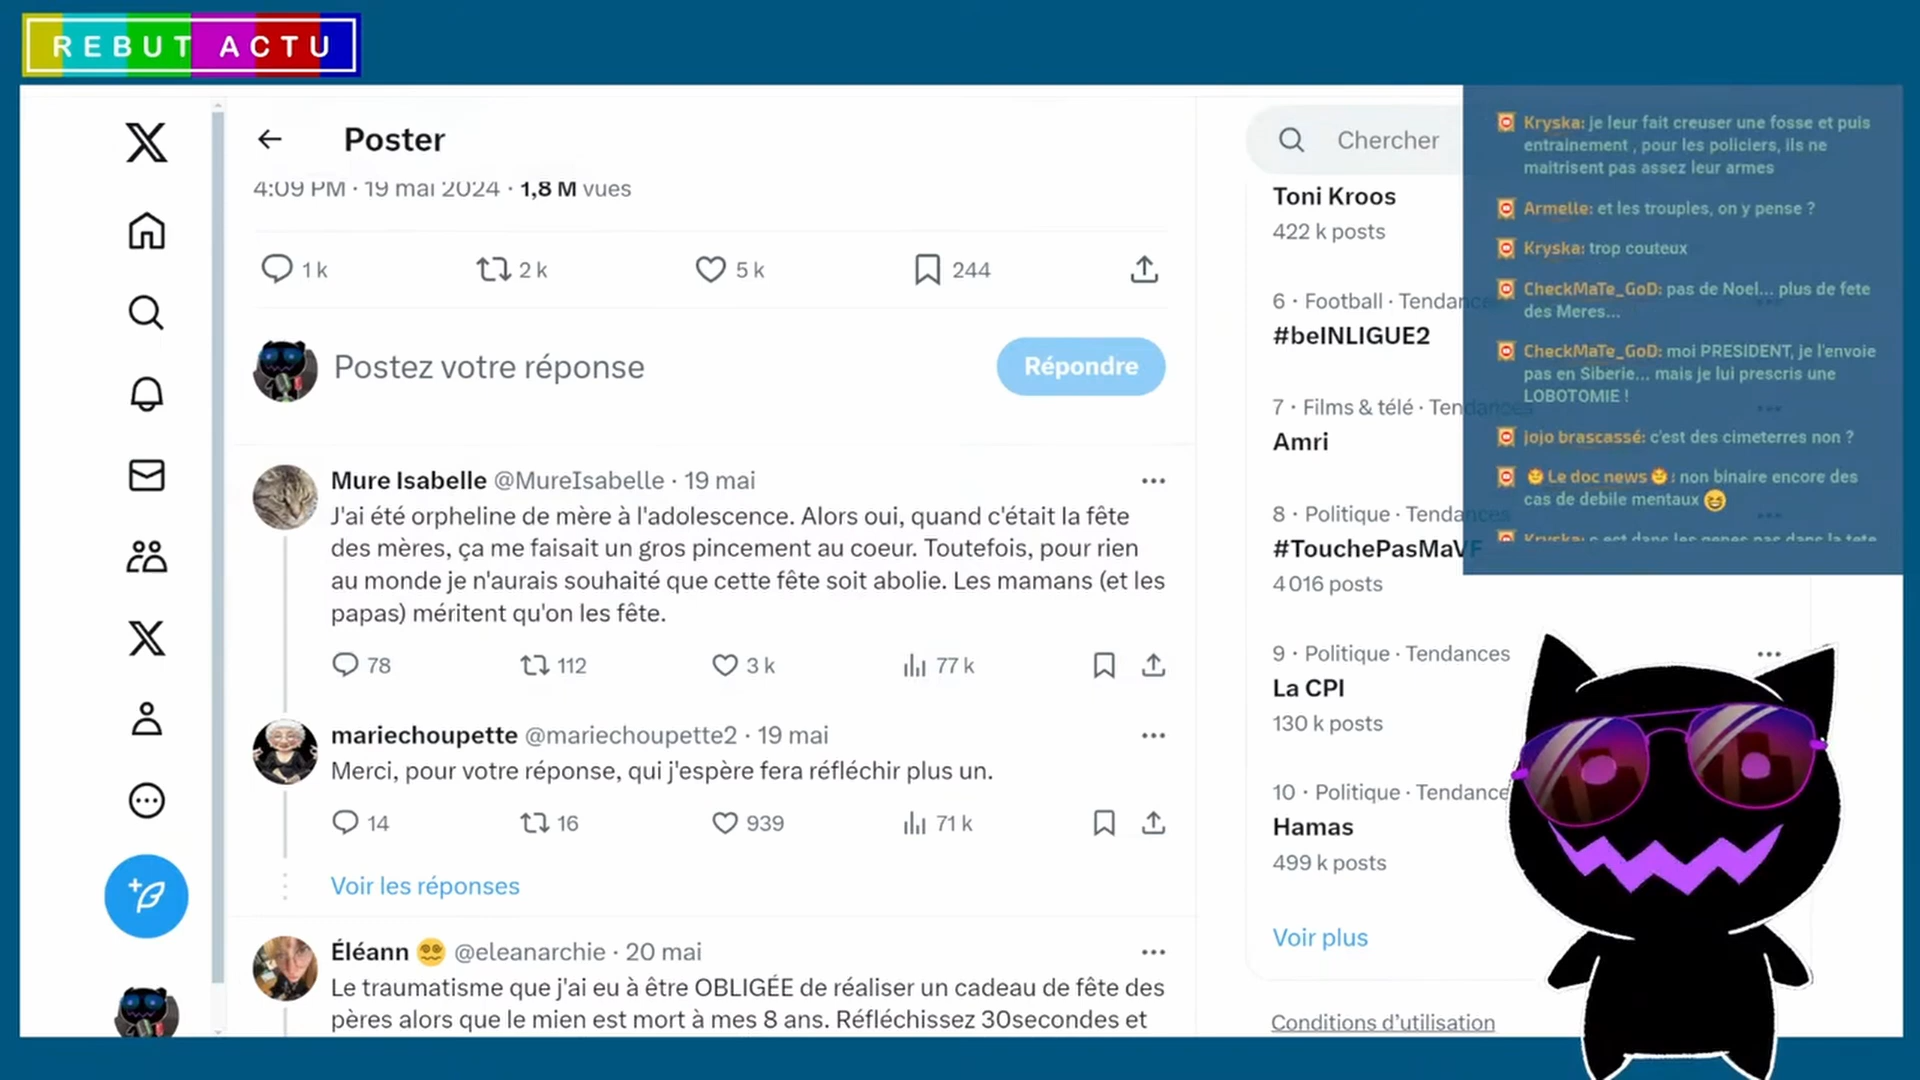 REBUT ACTU
Poster
4:09 PM · 19 mai 2024 · 1,8 M vues
1 k
2 k
5 k
244
Postez votre réponse
Répondre
Mure Isabelle @MureIsabelle · 19 mai
J'ai été orpheline de mère à l'adolescence. Alors oui, quand c'était la fête
des mères, ça me faisait un gros pincement au coeur. Toutefois, pour rien
au monde je n'aurais souhaité que cette fête soit abolie. Les mamans (et les
papas) méritent qu'on les fête.
78
112
3 k
77 k
mariechoupette @mariechoupette2 · 19 mai
Merci, pour votre réponse, qui j'espère fera réfléchir plus un.
14
16
939
71 k
Voir les réponses
Éléann @eleanarchie · 20 mai
Le traumatisme que j'ai eu à être OBLIGÉE de réaliser un cadeau de fête des
pères alors que le mien est mort à mes 8 ans. Réfléchissez 30secondes et
Chercher
Toni Kroos
422 k posts
6 · Football · Tendances
#beINLIGUE2
7 · Films & télé · Tendances
Amri
8 · Politique · Tendances
#TouchePasMaVF
4 016 posts
9 · Politique · Tendances
La CPI
130 k posts
10 · Politique · Tendance
Hamas
499 k posts
Voir plus
Conditions d'utilisation
Kryska: je leur fait creuser une fosse et puis
entrainement , pour les policiers, ils ne
maitrisent pas assez leur armes
Armelle: et les trouples, on y pense ?
Kryska: trop couteux
CheckMaTe_GoD: pas de Noel... plus de fete
des Meres...
CheckMaTe_GoD: moi PRESIDENT, je l'envoie
pas en Siberie... mais je lui prescris une
LOBOTOMIE !
jojo brascassé: c'est des cimeterres non ?
Le doc news : non binaire encore des
cas de debile mentaux
Kryska: c est dans les genes pas dans la tete